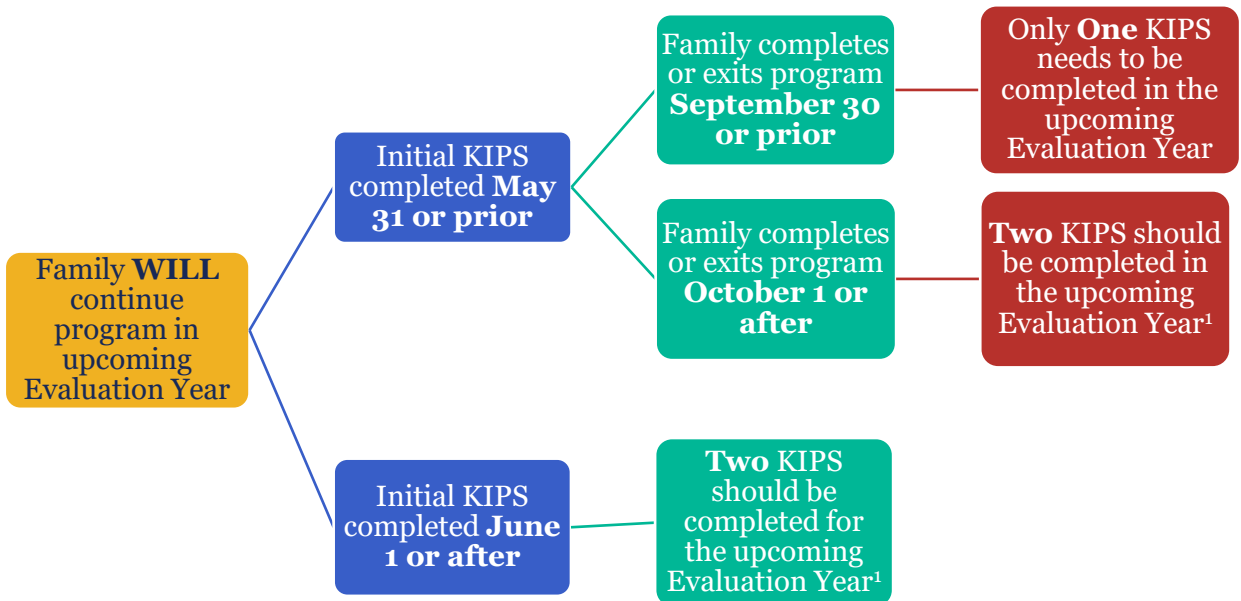 Family WILL
continue
program in
upcoming
Evaluation Year
Initial KIPS
completed May
31 or prior
Family completes
or exits program
September 30
or prior
Only One KIPS
needs to be
completed in the
upcoming
Evaluation Year
Family completes
or exits program
October 1 or
after
Two KIPS should
be completed in
the upcoming
Evaluation Year¹
Initial KIPS
completed June
1 or after
Two KIPS
should be
completed for
the upcoming
Evaluation Year¹